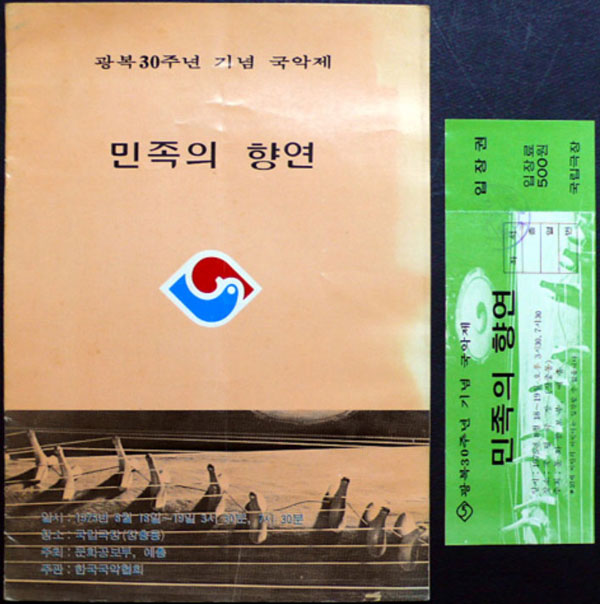 광복30주년 기념 국악제
민족의 향연
일시 : 1975년 8월 18일~19일 3시 30분, 7시 30분
장소 : 국립극장(장충동)
주최 : 문화공보부, 예총
주관 : 한국국악협회
입장권
입장료
500원
국립극장
광복30주년 기념 국악제
민족의 향연